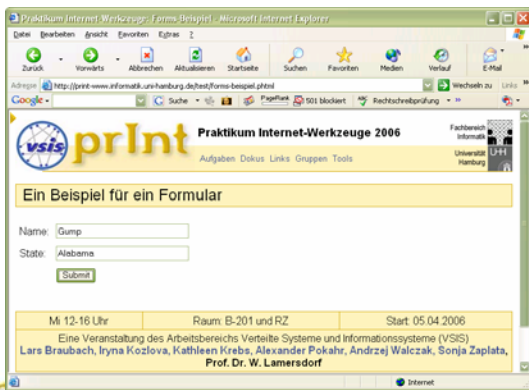 Praktikum Internet-Werkzeuge: Forms Beispiel - Microsoft Internet Explorer
Datei Bearbeiten Ansicht Favoriten Extras ?
Zurück Vorwärts Abbrechen Aktualisieren Startseite Suchen Favoriten Medien Verlauf E-Mail
Adresse http://print-www.informatik.uni-hamburg.de/test/forms-beispiel.phtml Wechseln zu Links
Google Suche PageRank 501 blockiert Rechtschreibprüfung
vsis prInt Praktikum Internet-Werkzeuge 2006 Fachbereich Informatik
Aufgaben Dokus Links Gruppen Tools Universität Hamburg
Ein Beispiel für ein Formular
Name: Gump
State: Alabama
Submit
Mi 12-16 Uhr Raum: B-201 und RZ Start: 05.04.2006
Eine Veranstaltung des Arbeitsbereichs Verteilte Systeme und Informationssysteme (VSIS)
Lars Braubach, Iryna Kozlova, Kathleen Krebs, Alexander Pokahr, Andrzej Walczak, Sonja Zaplata,
Prof. Dr. W. Lamersdorf
Internet